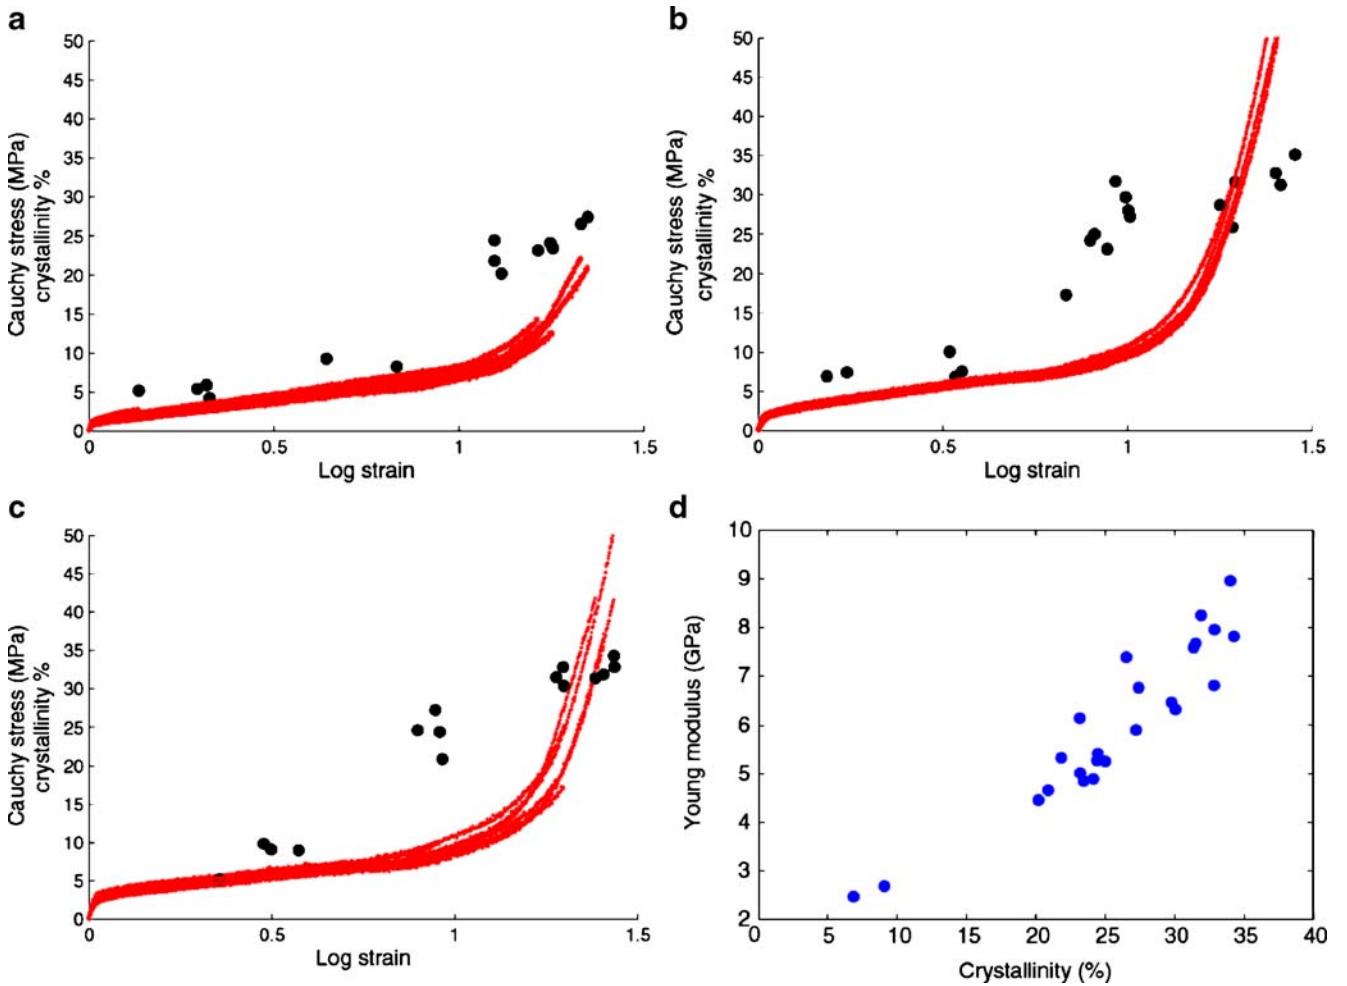 a
50
45
40
35
30
25
20
15
10
5
0
Cauchy stress (MPa)
crystallinity %
0 0.5 1 1.5
Log strain
b
50
45
40
35
30
25
20
15
10
5
0
Cauchy stress (MPa)
crystallinity %
0 0.5 1 1.5
Log strain
c
50
45
40
35
30
25
20
15
10
5
0
Cauchy stress (MPa)
crystallinity %
0 0.5 1 1.5
Log strain
d
10
9
8
7
6
5
4
3
2
Young modulus (GPa)
0 5 10 15 20 25 30 35 40
Crystallinity (%)